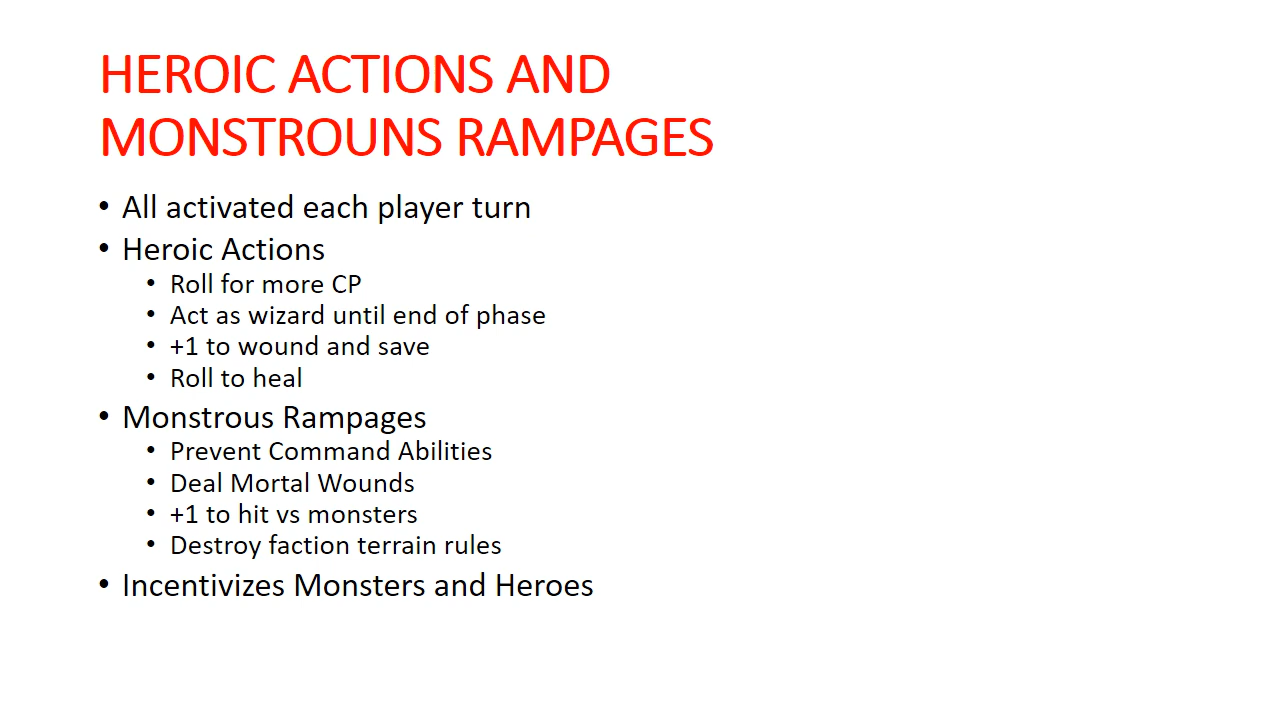 HEROIC ACTIONS AND
MONSTROUNS RAMPAGES
• All activated each player turn
• Heroic Actions
• Roll for more CP
• Act as wizard until end of phase
• +1 to wound and save
• Roll to heal
• Monstrous Rampages
• Prevent Command Abilities
• Deal Mortal Wounds
• +1 to hit vs monsters
• Destroy faction terrain rules
• Incentivizes Monsters and Heroes